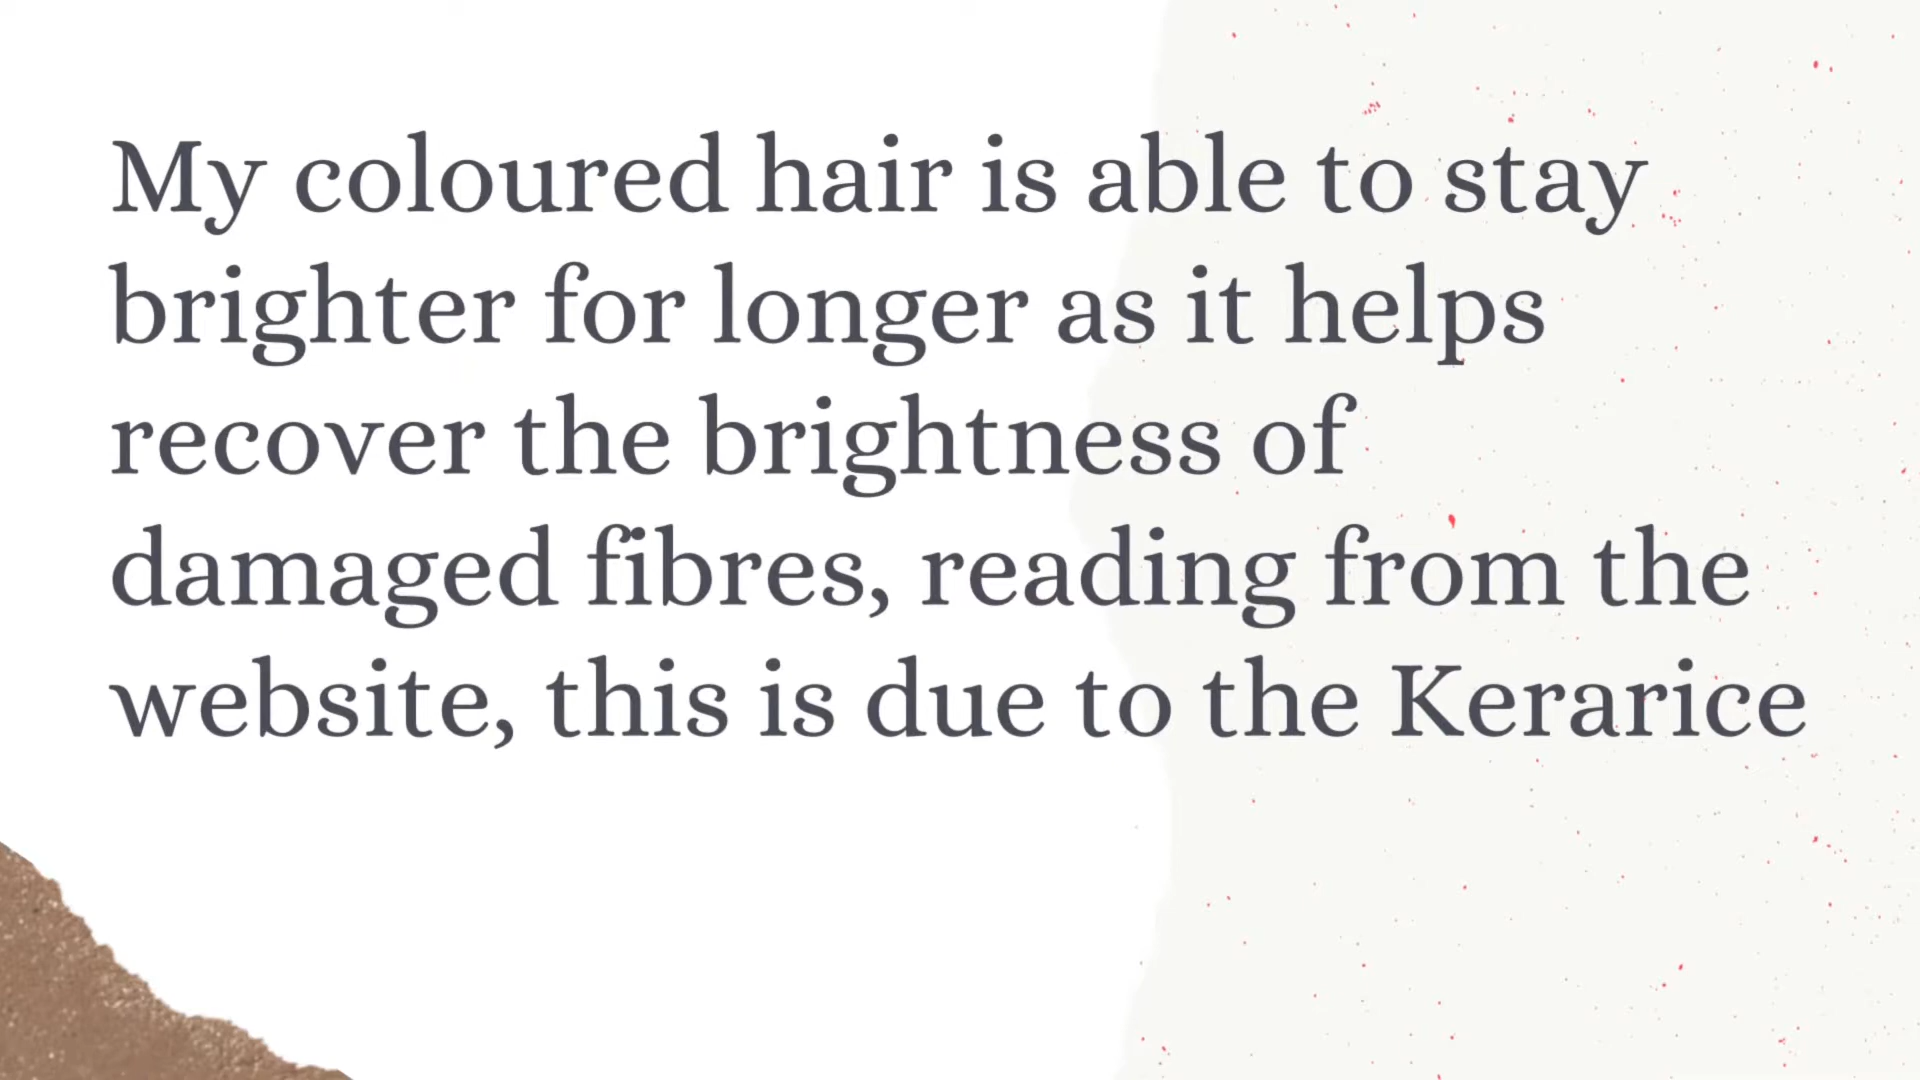 My coloured hair is able to stay
brighter for longer as it helps
recover the brightness of
damaged fibres, reading from the
website, this is due to the Kerarice